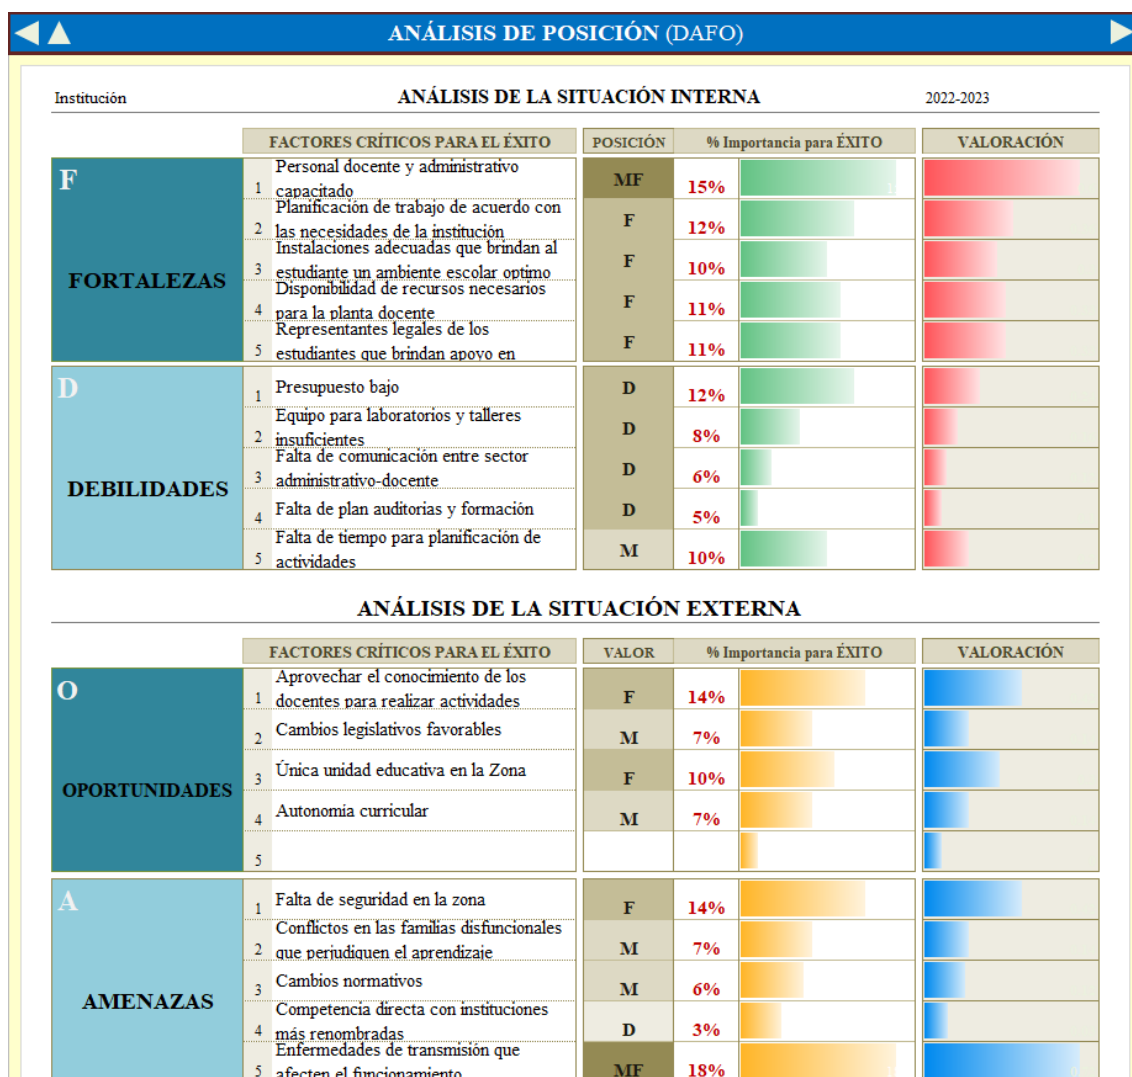 ANÁLISIS DE POSICIÓN (DAFO)
Institución ANÁLISIS DE LA SITUACIÓN INTERNA 2022-2023
FACTORES CRÍTICOS PARA EL ÉXITO POSICIÓN % Importancia para ÉXITO VALORACIÓN
F
FORTALEZAS
1 Personal docente y administrativo
capacitado MF 15%
2 Planificación de trabajo de acuerdo con
las necesidades de la institución F 12%
3 Instalaciones adecuadas que brindan al
estudiante un ambiente escolar optimo F 10%
4 Disponibilidad de recursos necesarios
para la planta docente F 11%
5 Representantes legales de los
estudiantes que brindan apoyo en F 11%
D
DEBILIDADES
1 Presupuesto bajo D 12%
2 Equipo para laboratorios y talleres
insuficientes D 8%
3 Falta de comunicación entre sector
administrativo-docente D 6%
4 Falta de plan auditorias y formación D 5%
5 Falta de tiempo para planificación de
actividades M 10%
ANÁLISIS DE LA SITUACIÓN EXTERNA
FACTORES CRÍTICOS PARA EL ÉXITO VALOR % Importancia para ÉXITO VALORACIÓN
O
OPORTUNIDADES
1 Aprovechar el conocimiento de los
docentes para realizar actividades F 14%
2 Cambios legislativos favorables M 7%
3 Única unidad educativa en la Zona F 10%
4 Autonomia curricular M 7%
5
A
AMENAZAS
1 Falta de seguridad en la zona F 14%
2 Conflictos en las familias disfuncionales
que perjudiquen el aprendizaje M 7%
3 Cambios normativos M 6%
4 Competencia directa con instituciones
más renombradas D 3%
5 Enfermedades de transmisión que
afecten el funcionamiento MF 18%